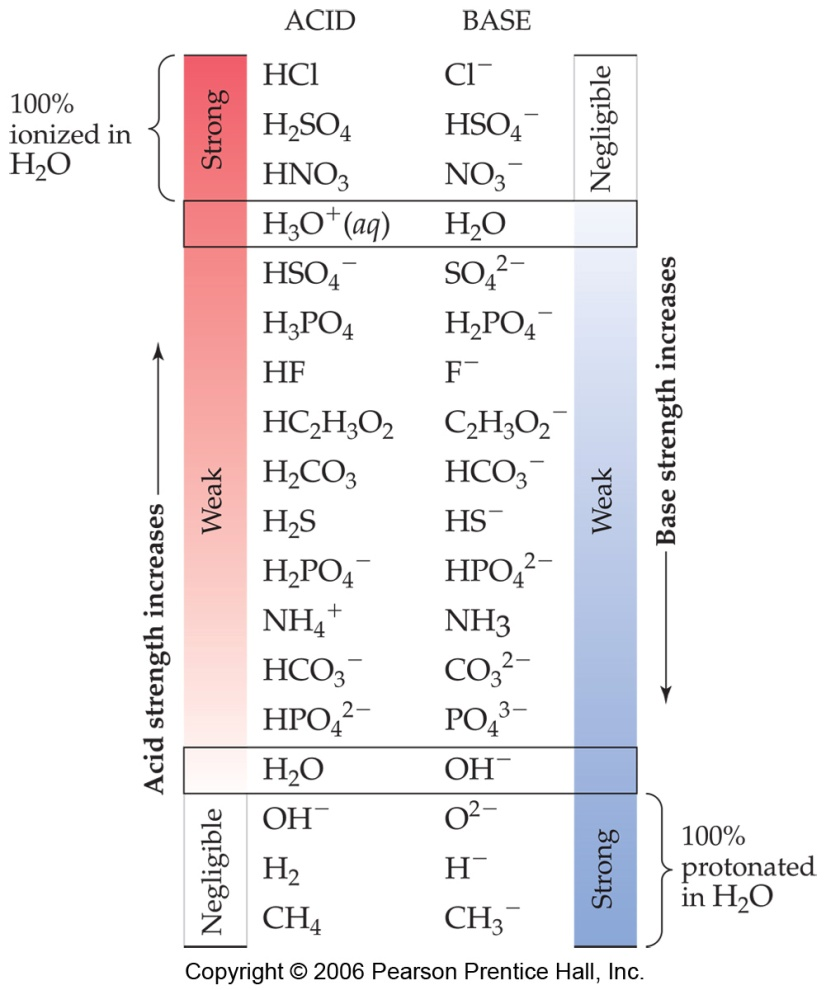 ACID BASE
100%
ionized in
H₂O
Strong
Negligible
HCl Cl⁻
H₂SO₄ HSO₄⁻
HNO₃ NO₃⁻
H₃O⁺(aq) H₂O
HSO₄⁻ SO₄²⁻
H₃PO₄ H₂PO₄⁻
HF F⁻
HC₂H₃O₂ C₂H₃O₂⁻
H₂CO₃ HCO₃⁻
H₂S HS⁻
H₂PO₄⁻ HPO₄²⁻
NH₄⁺ NH3
HCO₃⁻ CO₃²⁻
HPO₄²⁻ PO₄³⁻
H₂O OH⁻
OH⁻ O²⁻
H₂ H⁻
CH₄ CH₃⁻
Acid strength increases
Weak
Weak
Base strength increases
Negligible
Strong
100%
protonated
in H₂O
Copyright © 2006 Pearson Prentice Hall, Inc.